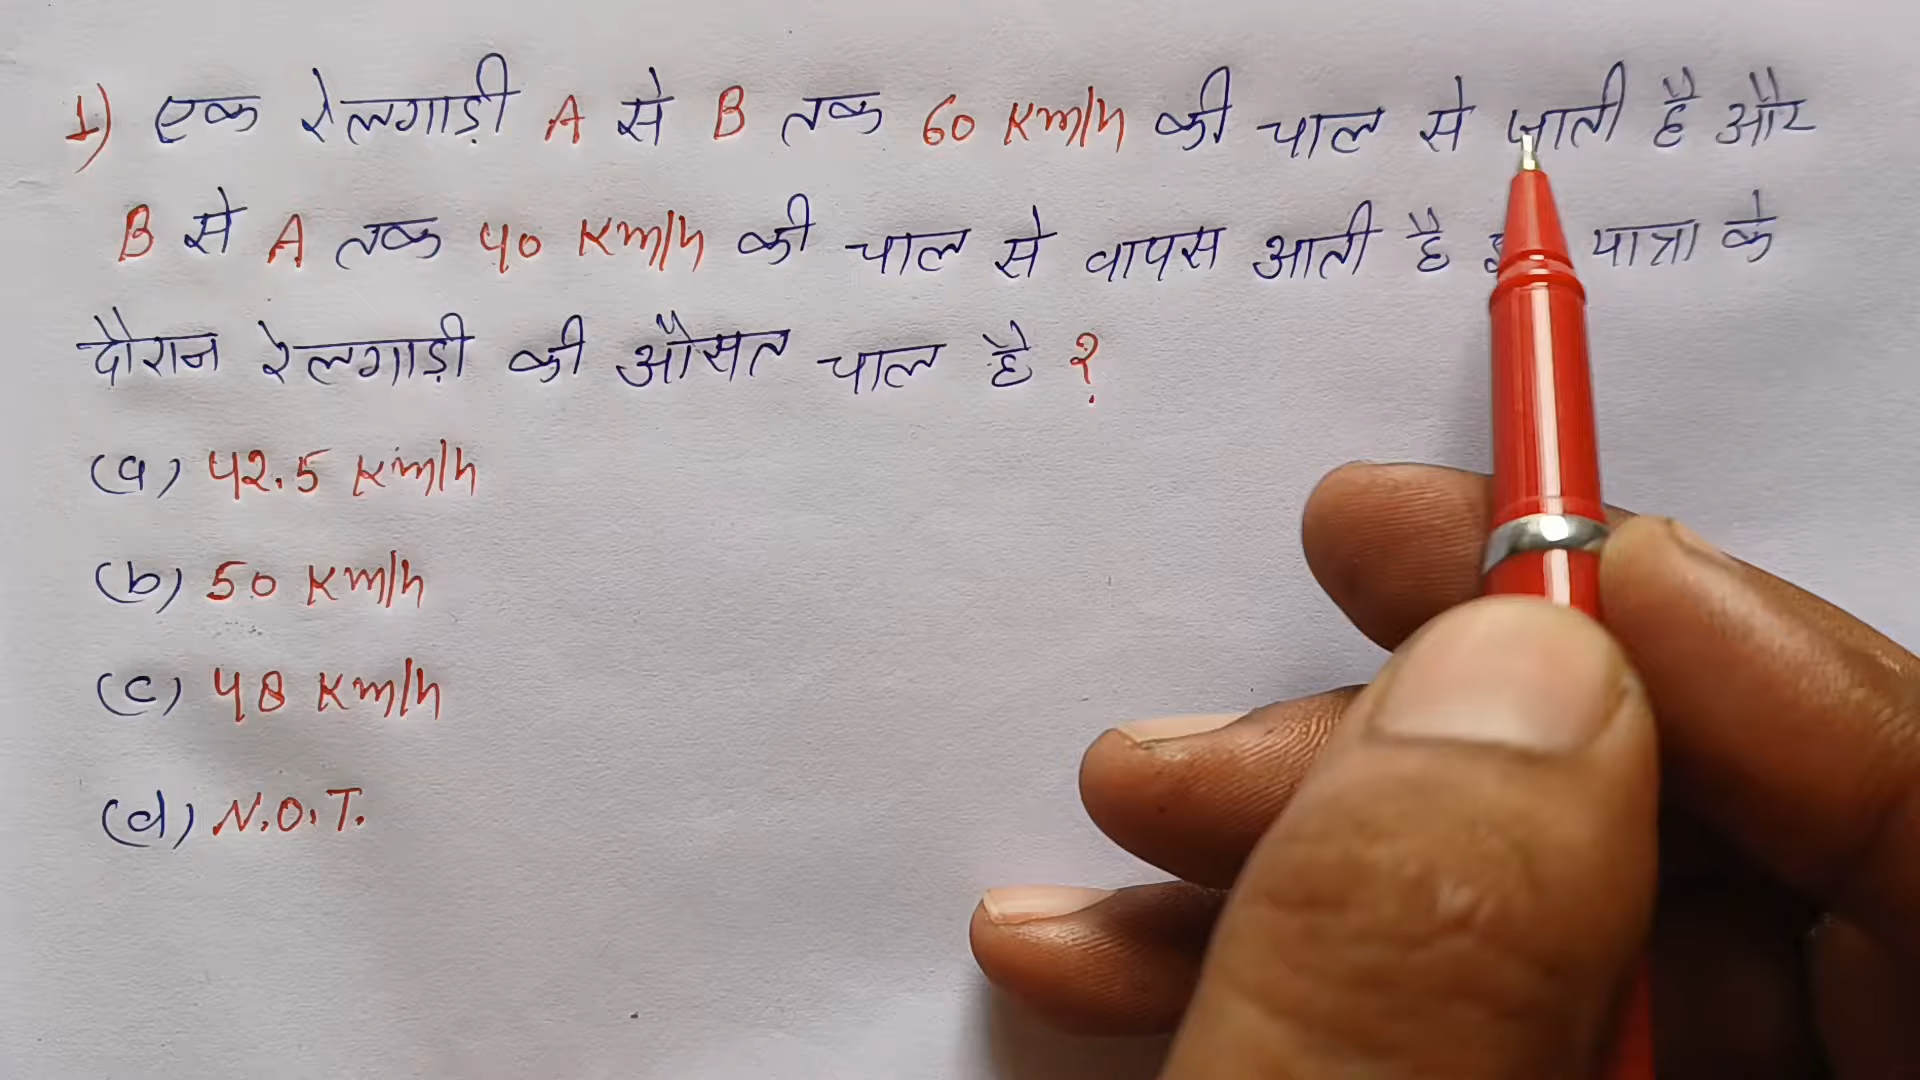 1) एक रेलगाड़ी A से B तक 60 Km/h की चाल से जाती है और
B से A तक 40 Km/h की चाल से वापस आती है यात्रा के
दौरान रेलगाड़ी की औसत चाल है ?
(a) 42.5 Km/h
(b) 50 Km/h
(c) 48 Km/h
(d) N.O.T.